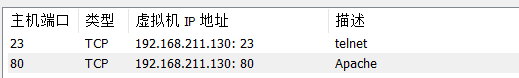 主机端口 类型 虚拟机 IP 地址 描述
23 TCP 192.168.211.130: 23 telnet
80 TCP 192.168.211.130: 80 Apache